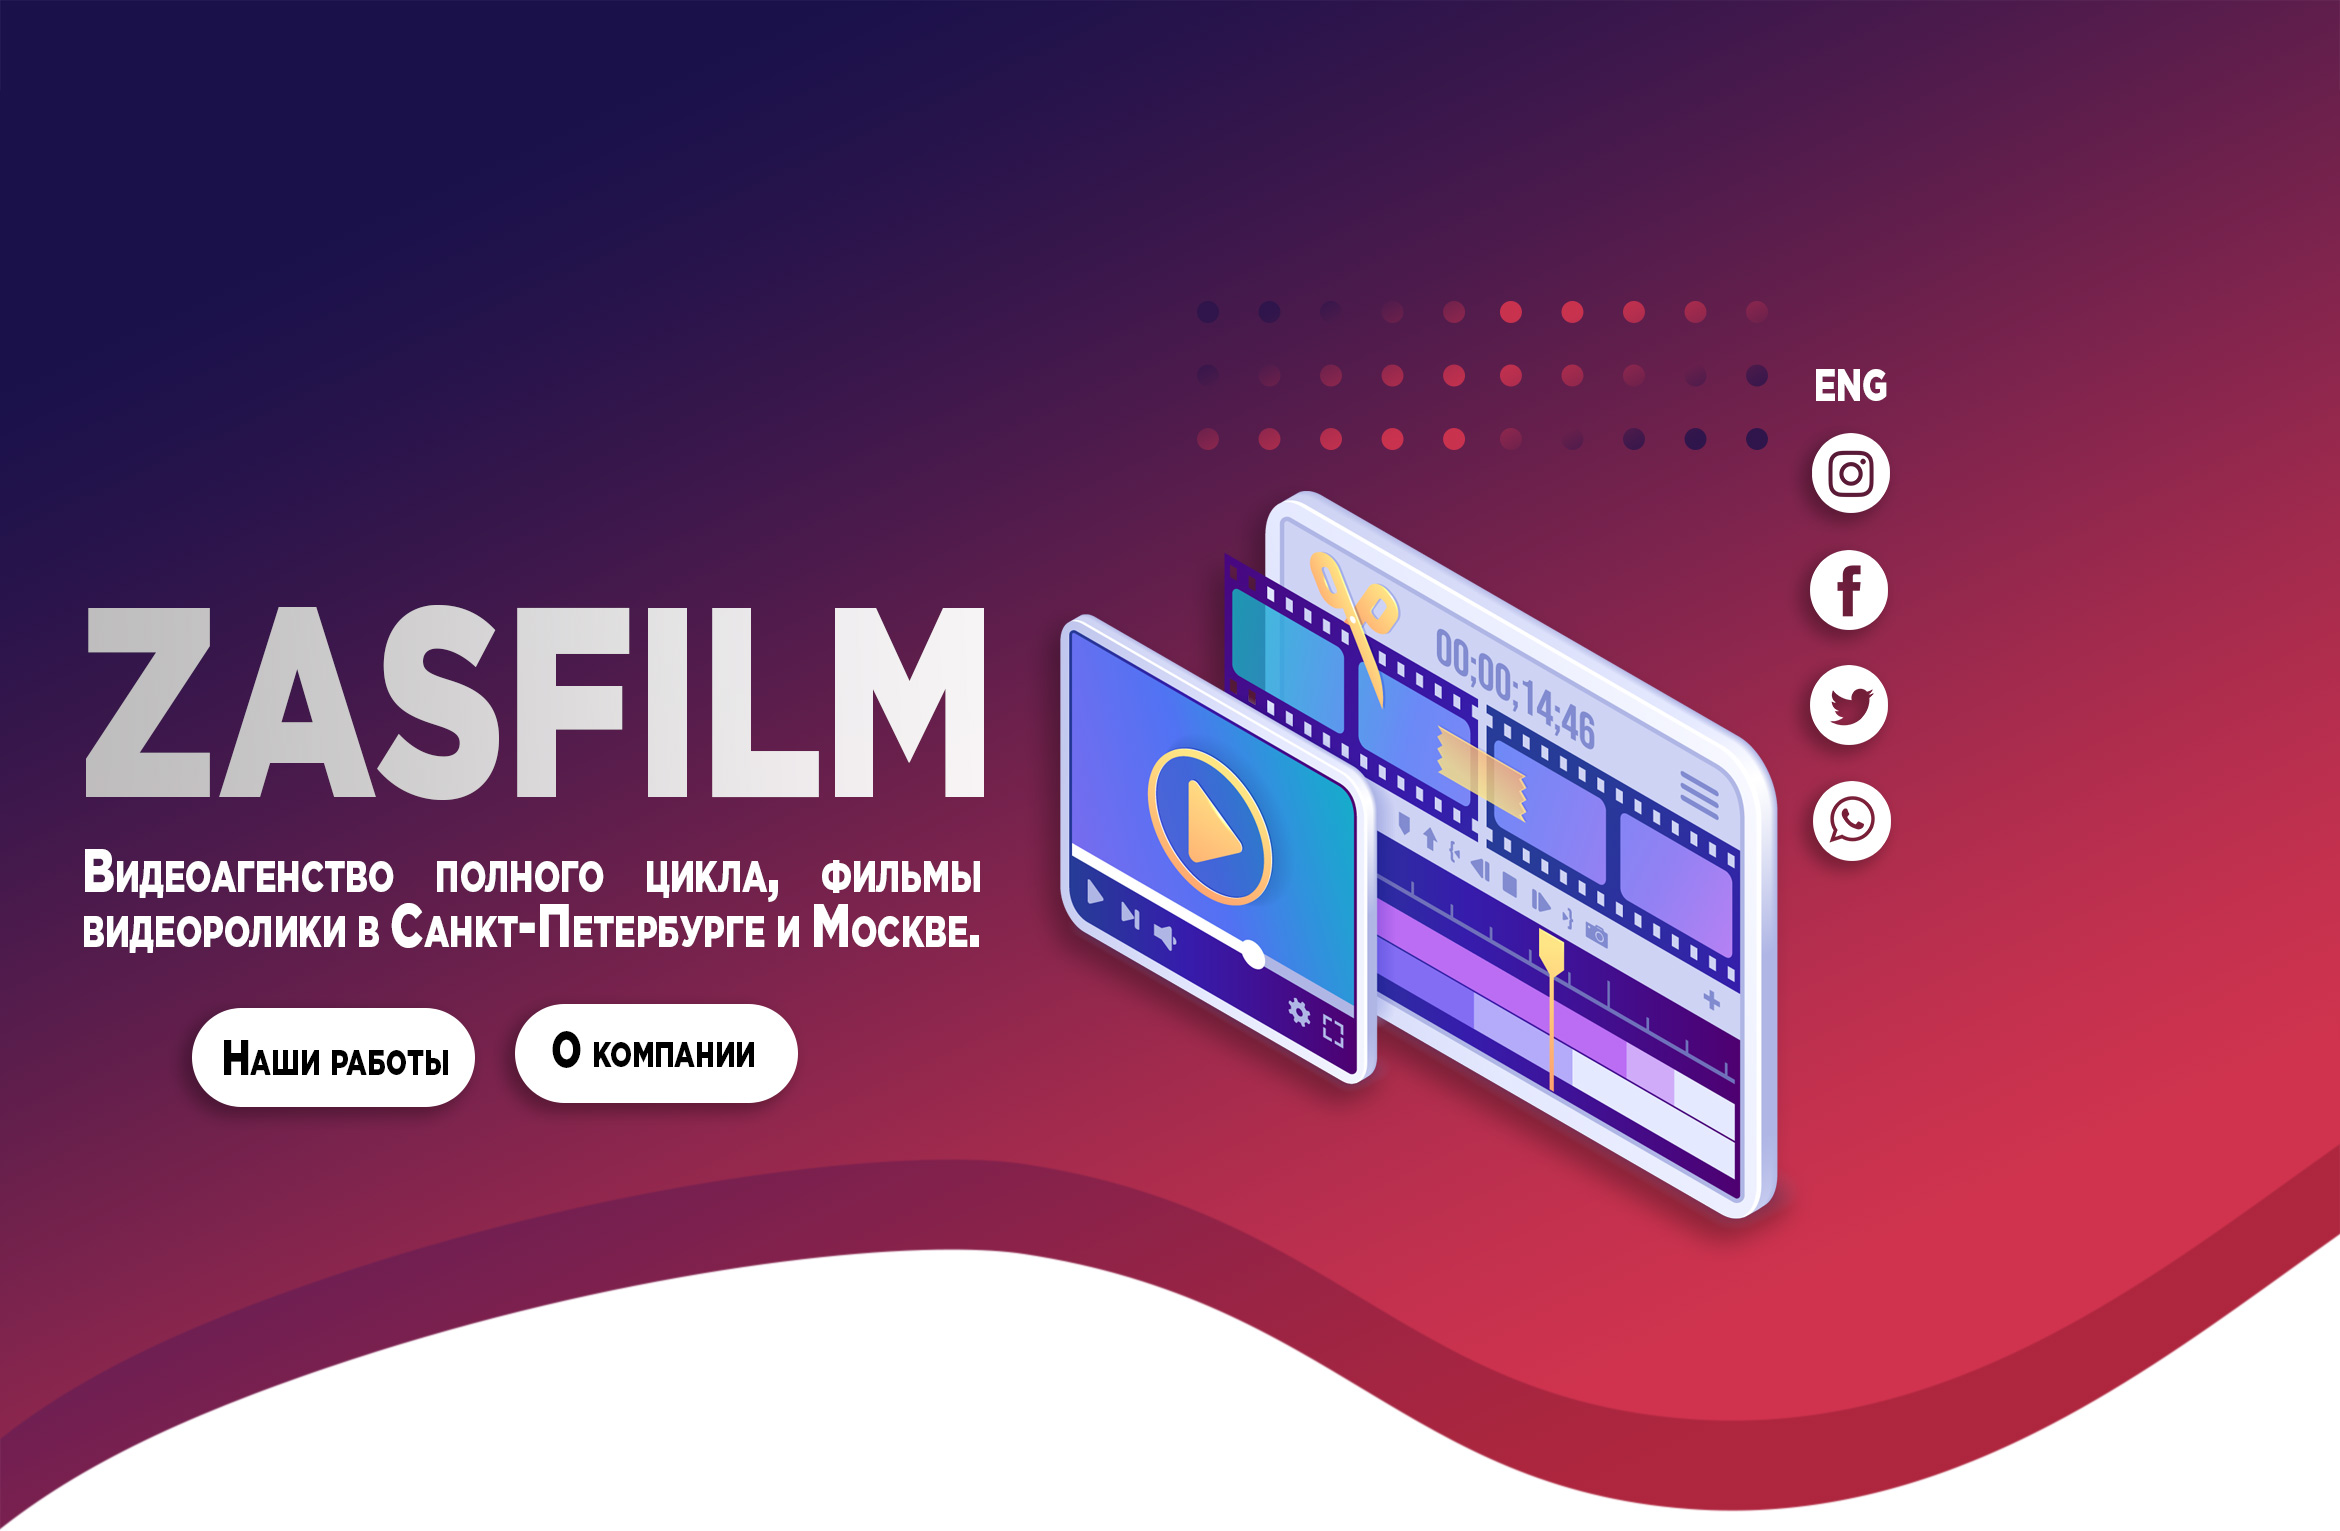 ENG
ZASFILM
00;00;14;46
Видеоагенство полного цикла, фильмы
видеоролики в Санкт-Петербурге и Москве.
Наши работы
О компании